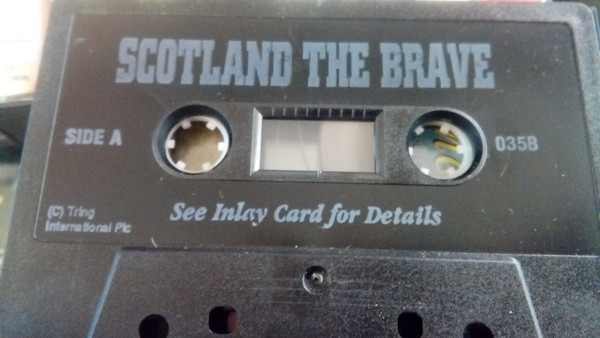 SCOTLAND THE BRAVE
SIDE A
035B
See Inlay Card for Details
(C) Tring
International Plc